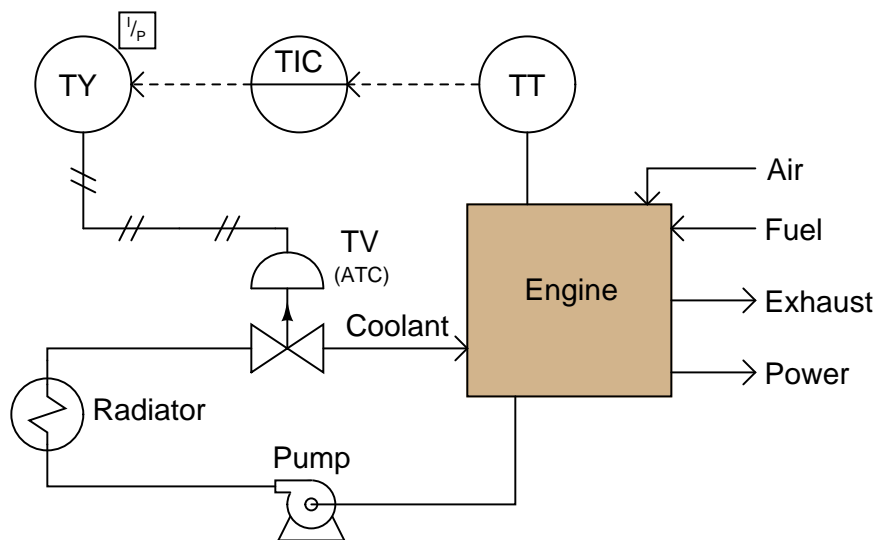 I/P
TY
TIC
TT
Air
Fuel
TV
(ATC)
Engine
Exhaust
Coolant
Power
Radiator
Pump